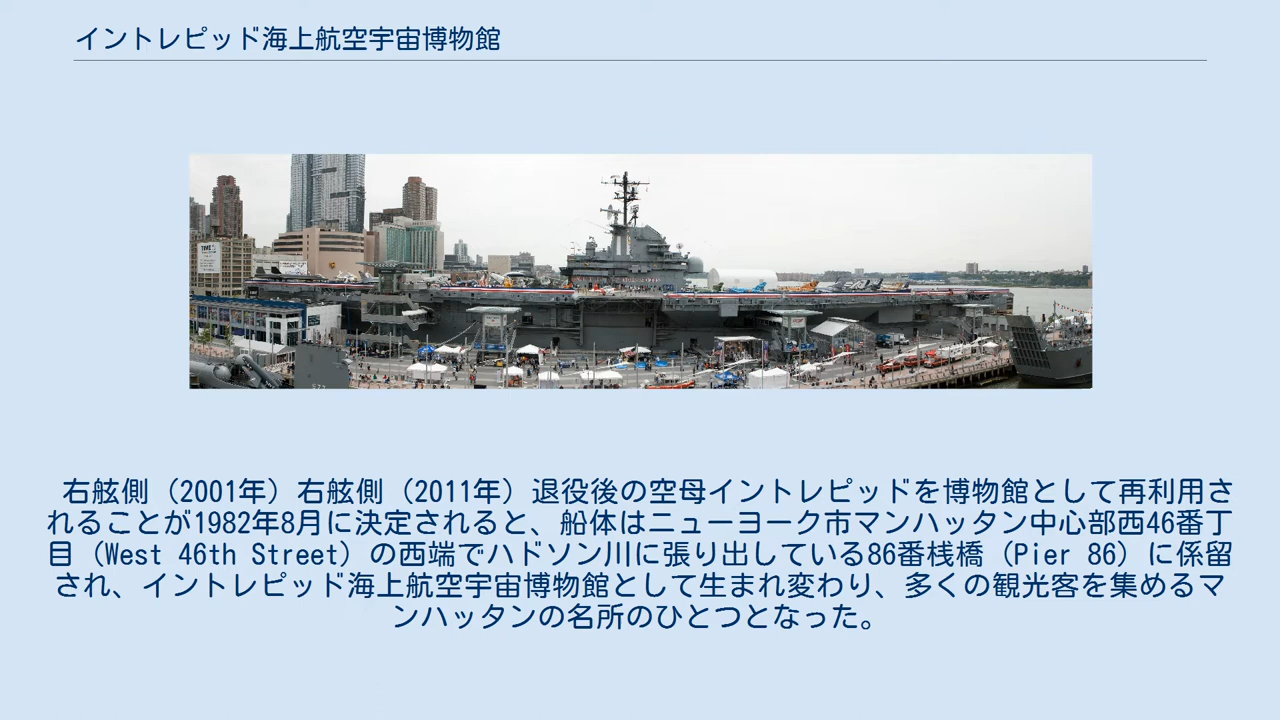 イントレピッド海上航空宇宙博物館
右舷側（2001年）右舷側（2011年）退役後の空母イントレピッドを博物館として再利用さ
れることが1982年8月に決定されると、船体はニューヨーク市マンハッタン中心部西46番丁
目（West 46th Street）の西端でハドソン川に張り出している86番桟橋（Pier 86）に係留
され、イントレピッド海上航空宇宙博物館として生まれ変わり、多くの観光客を集めるマ
ンハッタンの名所のひとつとなった。